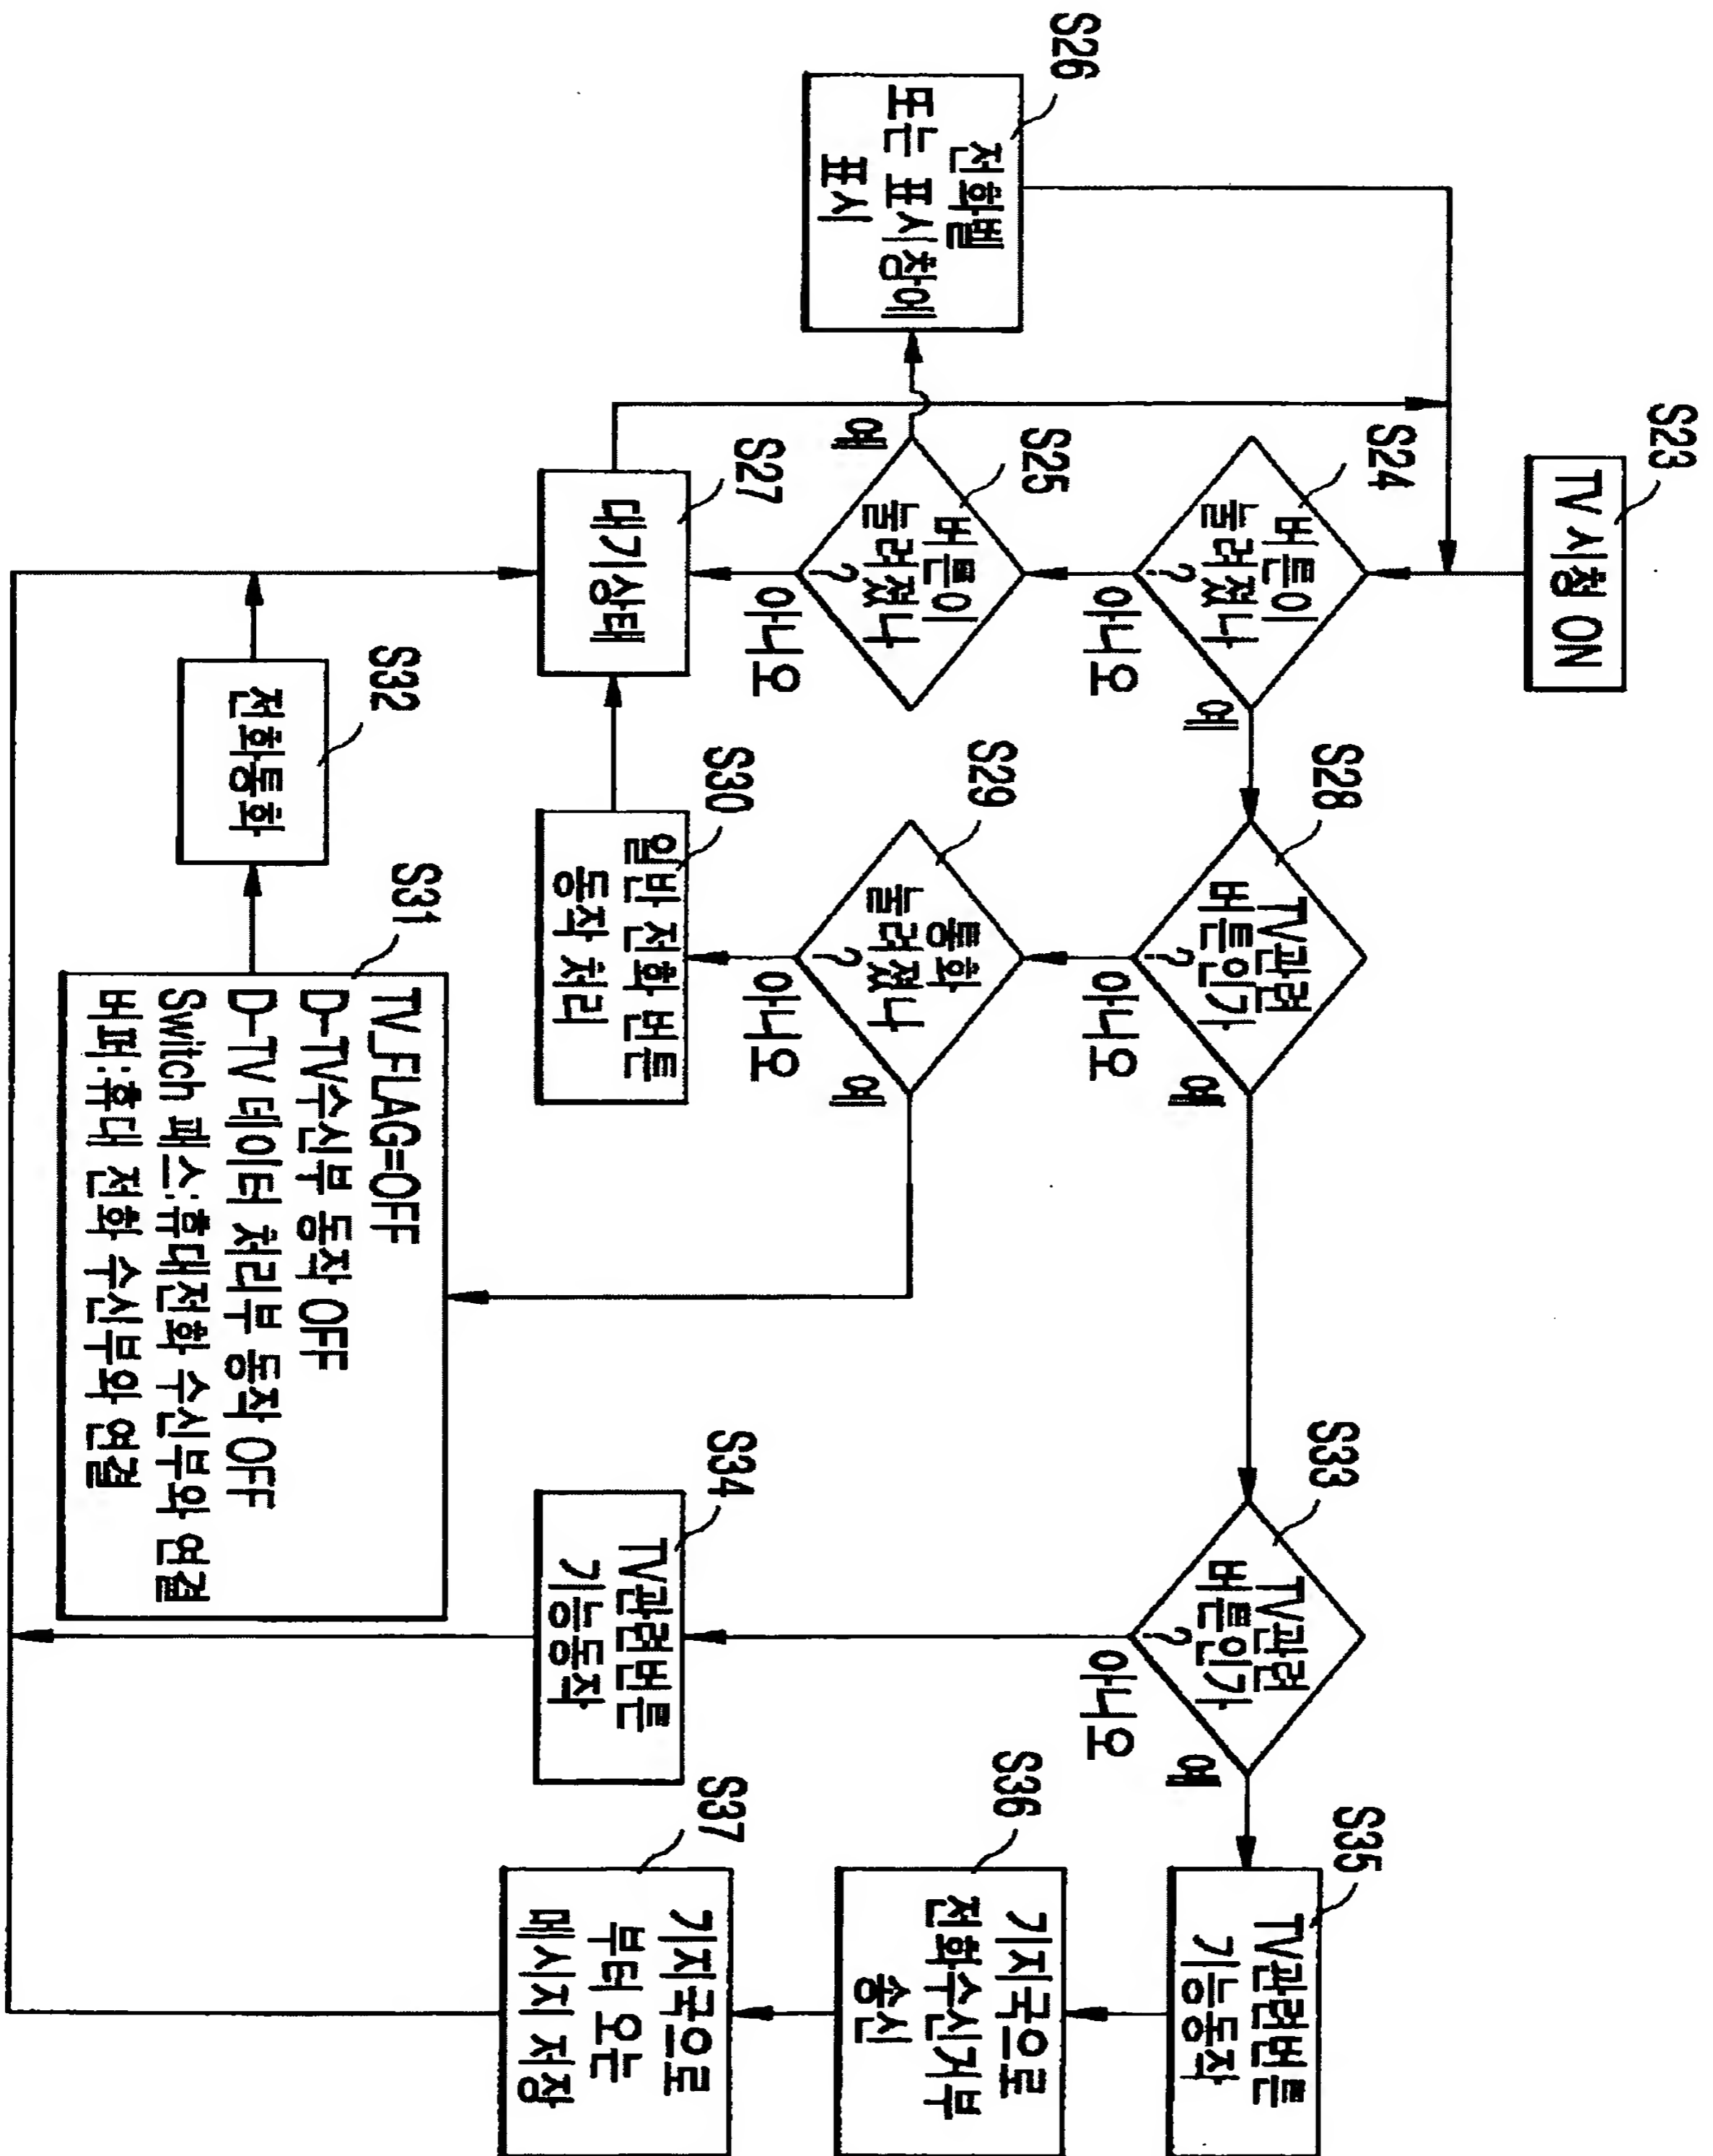 S23
TV 시청 ON
S24
버튼이
눌러졌나
?
예
아니오
S25
버튼이
눌러졌나
?
예
아니오
S26
전화벨
또는 표시창에
표시
S27
대기상태
S28
TV관련
버튼인가
?
예
아니오
S29
통화
눌러졌나
?
예
아니오
S30
일반 전화 버튼
동작 처리
S31
TV_FLAG=OFF
D-TV수신부 동작 OFF
D-TV 데이터 처리부 동작 OFF
Switch 패스:휴대전화 수신부와 연결
버퍼:휴대 전화 수신부와 연결
S32
전화통화
S33
TV관련
버튼인가
?
예
아니오
S34
TV관련버튼
기능동작
S35
TV관련버튼
기능동작
S36
기지국으로
전화수신거부
송신
S37
기지국으로
부터 오는
메시지 저장